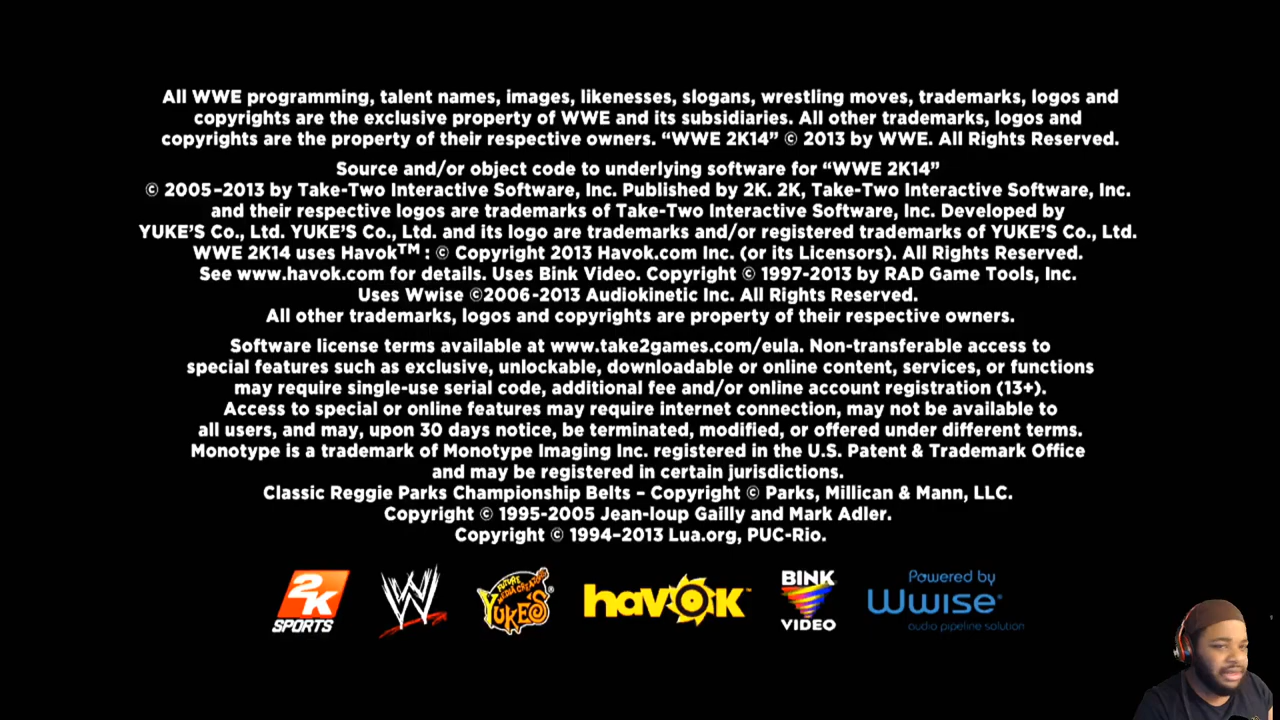 All WWE programming, talent names, images, likenesses, slogans, wrestling moves, trademarks, logos and
copyrights are the exclusive property of WWE and its subsidiaries. All other trademarks, logos and
copyrights are the property of their respective owners. “WWE 2K14” © 2013 by WWE. All Rights Reserved.
Source and/or object code to underlying software for “WWE 2K14”
© 2005–2013 by Take-Two Interactive Software, Inc. Published by 2K. 2K, Take-Two Interactive Software, Inc.
and their respective logos are trademarks of Take-Two Interactive Software, Inc. Developed by
YUKE’S Co., Ltd. YUKE’S Co., Ltd. and its logo are trademarks and/or registered trademarks of YUKE’S Co., Ltd.
WWE 2K14 uses Havok™ : © Copyright 2013 Havok.com Inc. (or its Licensors). All Rights Reserved.
See www.havok.com for details. Uses Bink Video. Copyright © 1997-2013 by RAD Game Tools, Inc.
Uses Wwise ©2006-2013 Audiokinetic Inc. All Rights Reserved.
All other trademarks, logos and copyrights are property of their respective owners.
Software license terms available at www.take2games.com/eula. Non-transferable access to
special features such as exclusive, unlockable, downloadable or online content, services, or functions
may require single-use serial code, additional fee and/or online account registration (13+).
Access to special or online features may require internet connection, may not be available to
all users, and may, upon 30 days notice, be terminated, modified, or offered under different terms.
Monotype is a trademark of Monotype Imaging Inc. registered in the U.S. Patent & Trademark Office
and may be registered in certain jurisdictions.
Classic Reggie Parks Championship Belts – Copyright © Parks, Millican & Mann, LLC.
Copyright © 1995-2005 Jean-loup Gailly and Mark Adler.
Copyright © 1994–2013 Lua.org, PUC-Rio.
2K
SPORTS
W
FUTURE
MEDIA CREATORS
YUKE'S®
havok™
BINK
VIDEO
Powered by
Wwise®
audio pipeline solution